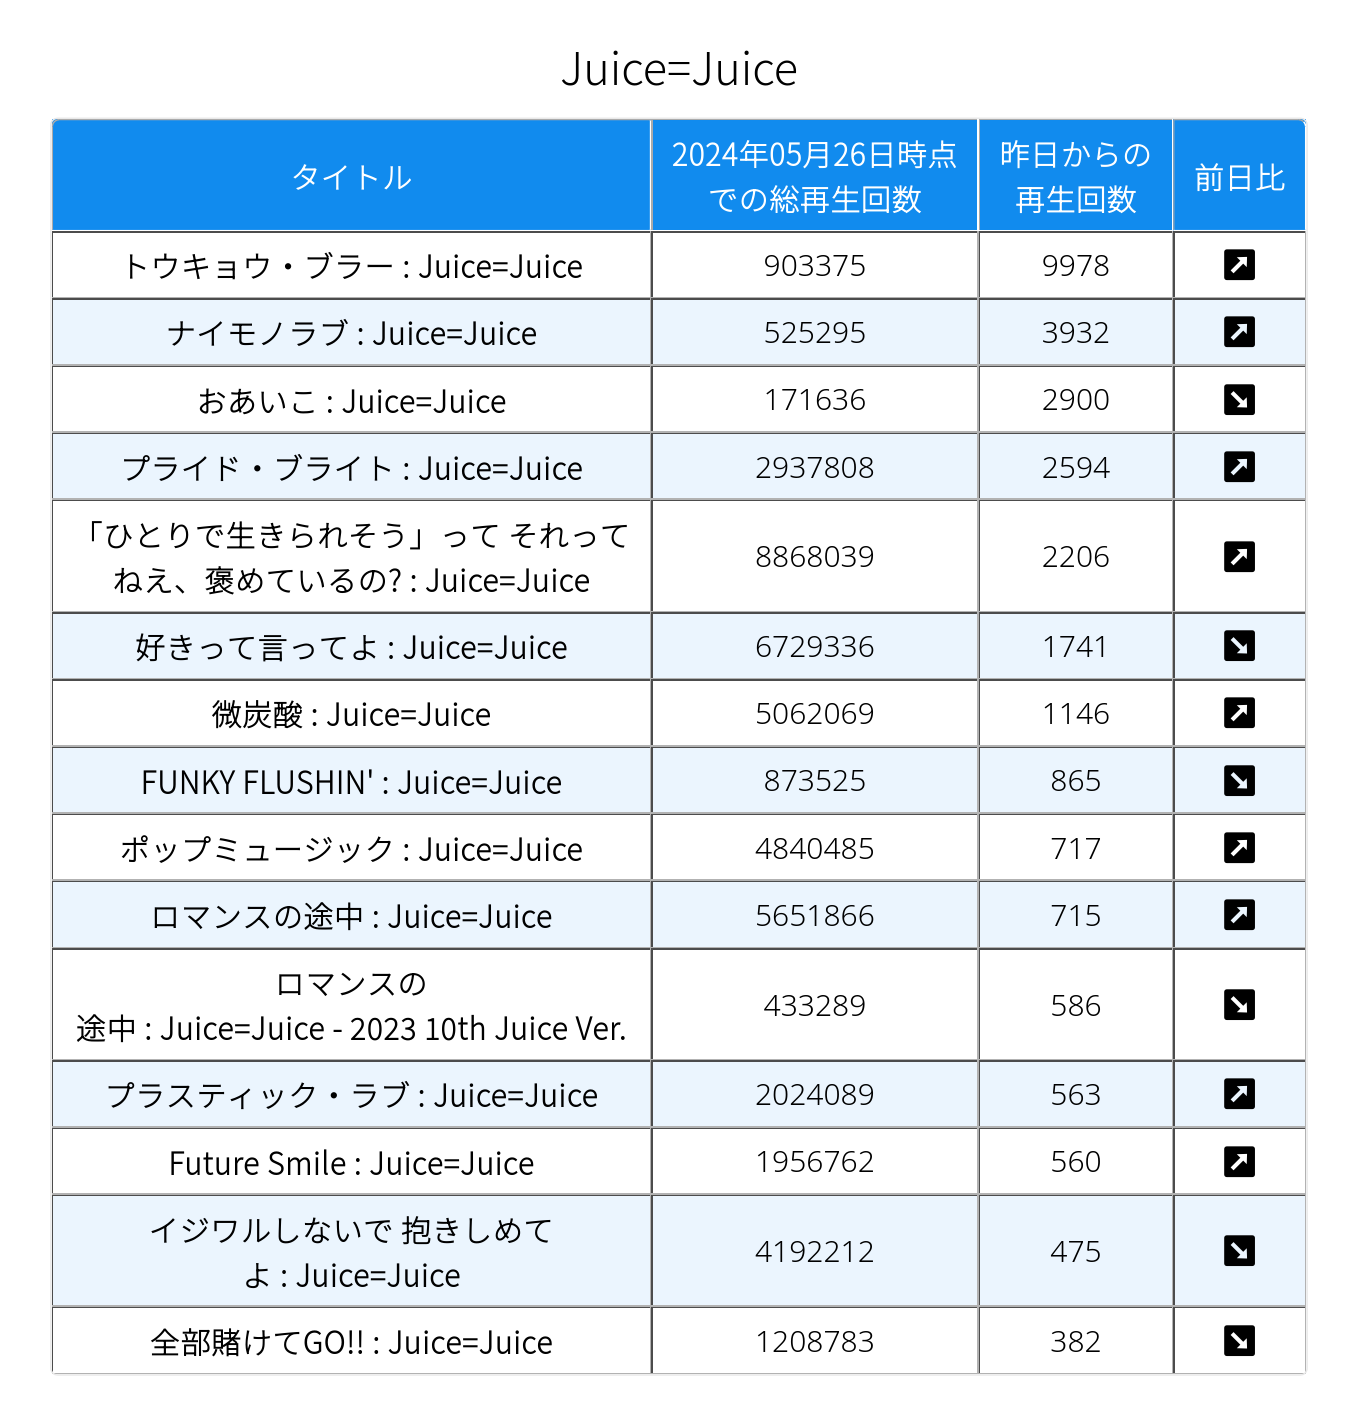 Juice=Juice
タイトル
2024年05月26日時点
での総再生回数
昨日からの
再生回数
前日比
トウキョウ・ブラー : Juice=Juice 903375 9978 ↗
ナイモノラブ : Juice=Juice 525295 3932 ↗
おあいこ : Juice=Juice 171636 2900 ↘
プライド・ブライト : Juice=Juice 2937808 2594 ↗
「ひとりで生きられそう」って それって
ねえ、褒めているの? : Juice=Juice 8868039 2206 ↗
好きって言ってよ : Juice=Juice 6729336 1741 ↘
微炭酸 : Juice=Juice 5062069 1146 ↗
FUNKY FLUSHIN' : Juice=Juice 873525 865 ↘
ポップミュージック : Juice=Juice 4840485 717 ↗
ロマンスの途中 : Juice=Juice 5651866 715 ↗
ロマンスの
途中 : Juice=Juice - 2023 10th Juice Ver. 433289 586 ↘
プラスティック・ラブ : Juice=Juice 2024089 563 ↗
Future Smile : Juice=Juice 1956762 560 ↗
イジワルしないで 抱きしめて
よ : Juice=Juice 4192212 475 ↘
全部賭けてGO!! : Juice=Juice 1208783 382 ↘